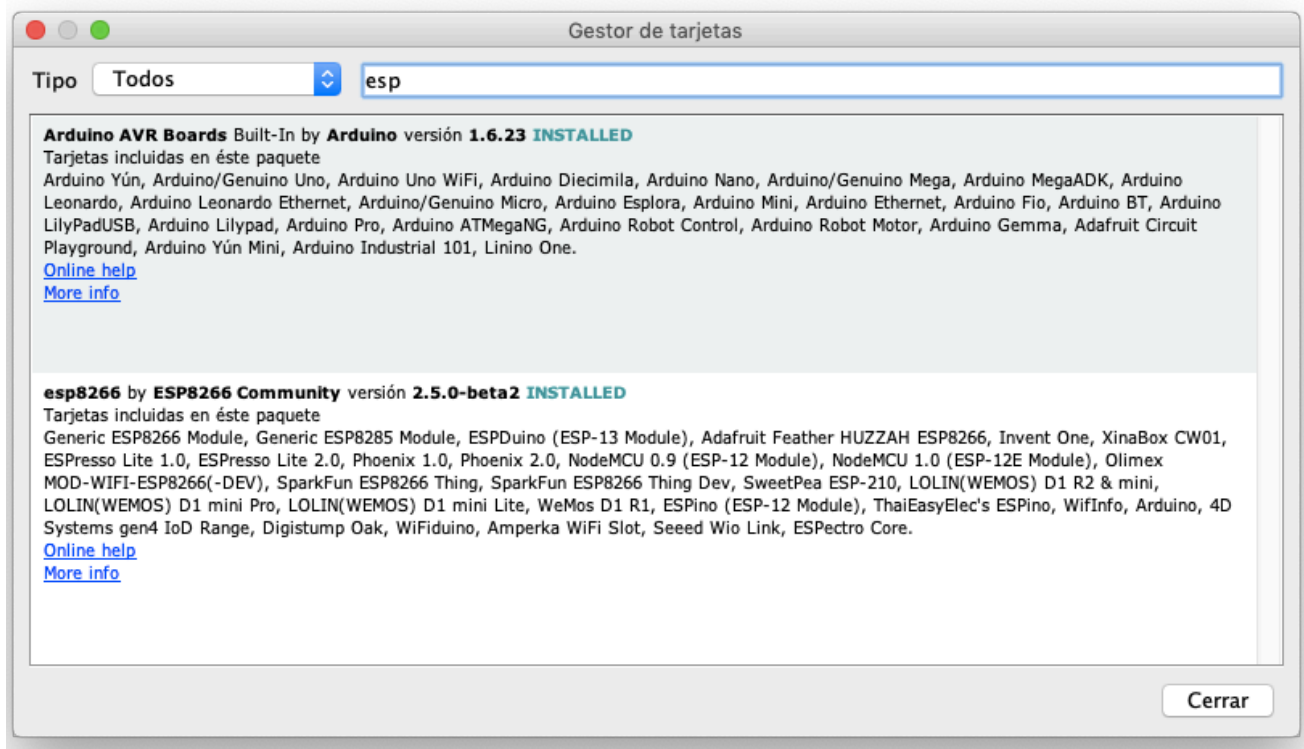 Gestor de tarjetas
Tipo Todos esp
Arduino AVR Boards Built-In by Arduino versión 1.6.23 INSTALLED
Tarjetas incluidas en éste paquete
Arduino Yún, Arduino/Genuino Uno, Arduino Uno WiFi, Arduino Diecimila, Arduino Nano, Arduino/Genuino Mega, Arduino MegaADK, Arduino
Leonardo, Arduino Leonardo Ethernet, Arduino/Genuino Micro, Arduino Esplora, Arduino Mini, Arduino Ethernet, Arduino Fio, Arduino BT, Arduino
LilyPadUSB, Arduino Lilypad, Arduino Pro, Arduino ATMegaNG, Arduino Robot Control, Arduino Robot Motor, Arduino Gemma, Adafruit Circuit
Playground, Arduino Yún Mini, Arduino Industrial 101, Linino One.
Online help
More info
esp8266 by ESP8266 Community versión 2.5.0-beta2 INSTALLED
Tarjetas incluidas en éste paquete
Generic ESP8266 Module, Generic ESP8285 Module, ESPDuino (ESP-13 Module), Adafruit Feather HUZZAH ESP8266, Invent One, XinaBox CW01,
ESPresso Lite 1.0, ESPresso Lite 2.0, Phoenix 1.0, Phoenix 2.0, NodeMCU 0.9 (ESP-12 Module), NodeMCU 1.0 (ESP-12E Module), Olimex
MOD-WIFI-ESP8266(-DEV), SparkFun ESP8266 Thing, SparkFun ESP8266 Thing Dev, SweetPea ESP-210, LOLIN(WEMOS) D1 R2 & mini,
LOLIN(WEMOS) D1 mini Pro, LOLIN(WEMOS) D1 mini Lite, WeMos D1 R1, ESPino (ESP-12 Module), ThaiEasyElec's ESPino, WifInfo, Arduino, 4D
Systems gen4 IoD Range, Digistump Oak, WiFiduino, Amperka WiFi Slot, Seeed Wio Link, ESPectro Core.
Online help
More info
Cerrar